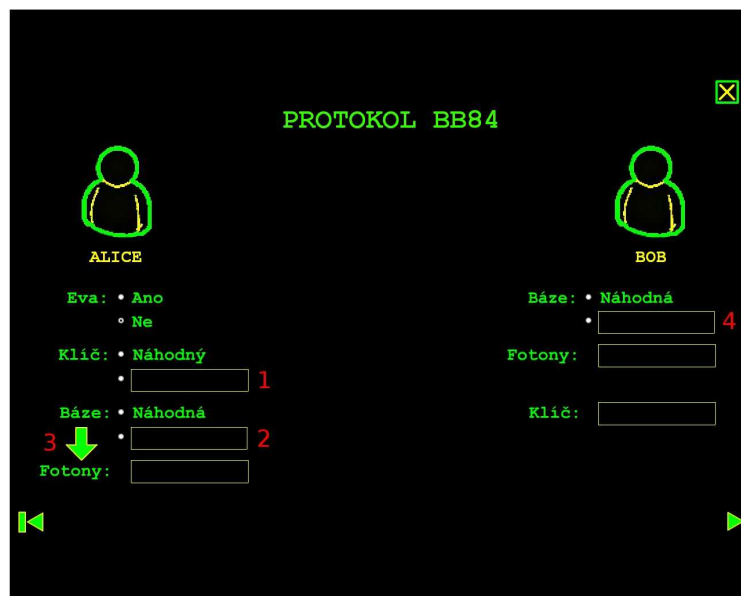 PROTOKOL BB84
ALICE
Eva: Ano
Ne
Klíč: Náhodný
1
Báze: Náhodná
2
3
Fotony:
BOB
Báze: Náhodná
4
Fotony:
Klíč: